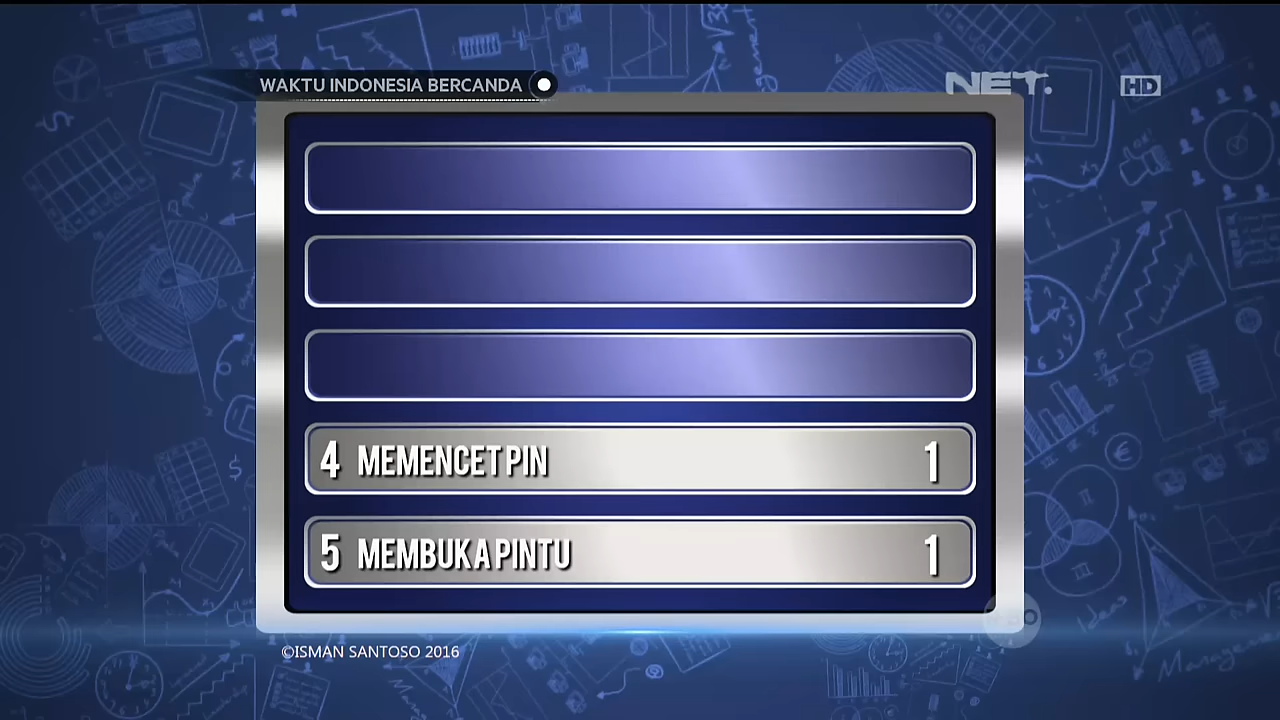 WAKTU INDONESIA BERCANDA
NET.
HD
4 MEMENCET PIN 1
5 MEMBUKA PINTU 1
©ISMAN SANTOSO 2016